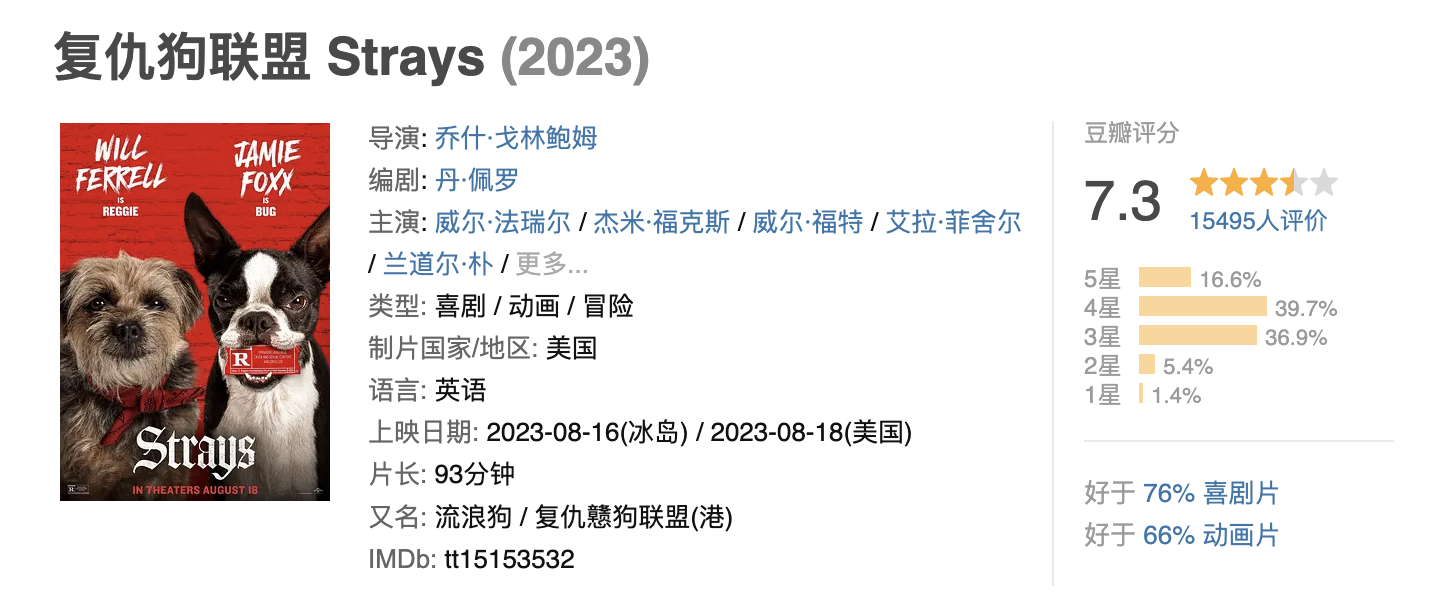 复仇狗联盟 Strays (2023)
WILL FERRELL
IS
REGGIE
JAMIE FOXX
IS
BUG
R
Strays
IN THEATERS AUGUST 18
导演: 乔什·戈林鲍姆
编剧: 丹·佩罗
主演: 威尔·法瑞尔 / 杰米·福克斯 / 威尔·福特 / 艾拉·菲舍尔
/ 兰道尔·朴 / 更多...
类型: 喜剧 / 动画 / 冒险
制片国家/地区: 美国
语言: 英语
上映日期: 2023-08-16(冰岛) / 2023-08-18(美国)
片长: 93分钟
又名: 流浪狗 / 复仇戆狗联盟(港)
IMDb: tt15153532
豆瓣评分
7.3
15495人评价
5星 16.6%
4星 39.7%
3星 36.9%
2星 5.4%
1星 1.4%
好于 76% 喜剧片
好于 66% 动画片